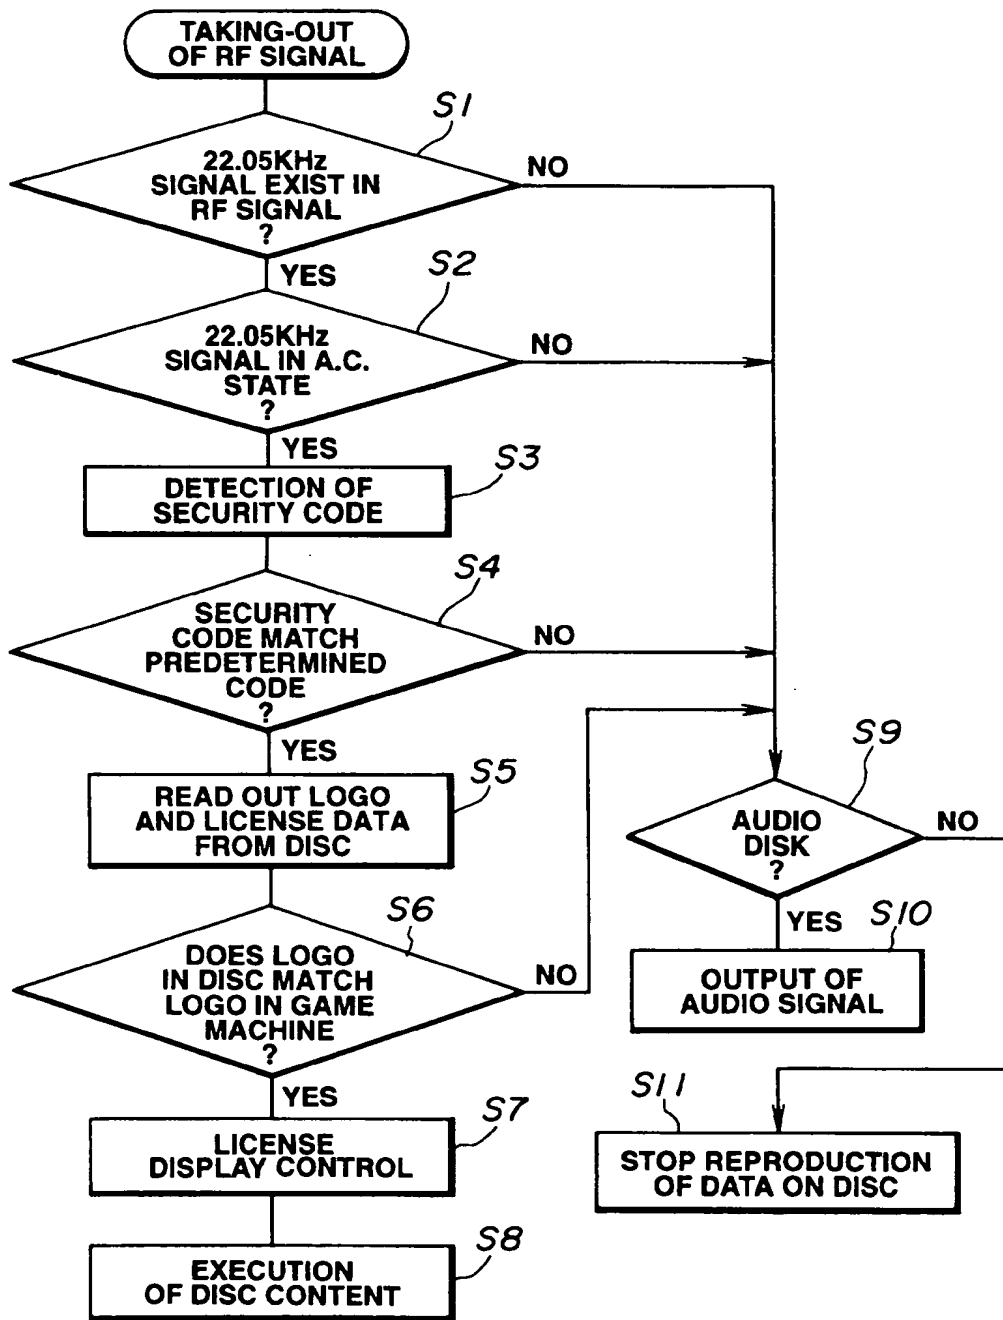 TAKING-OUT
OF RF SIGNAL
S1
22.05KHz
SIGNAL EXIST IN
RF SIGNAL
?
NO
YES
S2
22.05KHz
SIGNAL IN A.C.
STATE
?
NO
YES
S3
DETECTION OF
SECURITY CODE
S4
SECURITY
CODE MATCH
PREDETERMINED
CODE
?
NO
YES
S5
READ OUT LOGO
AND LICENSE DATA
FROM DISC
S6
DOES LOGO
IN DISC MATCH
LOGO IN GAME
MACHINE
?
NO
YES
S7
LICENSE
DISPLAY CONTROL
S8
EXECUTION
OF DISC CONTENT
S9
AUDIO
DISK
?
NO
YES
S10
OUTPUT OF
AUDIO SIGNAL
S11
STOP REPRODUCTION
OF DATA ON DISC